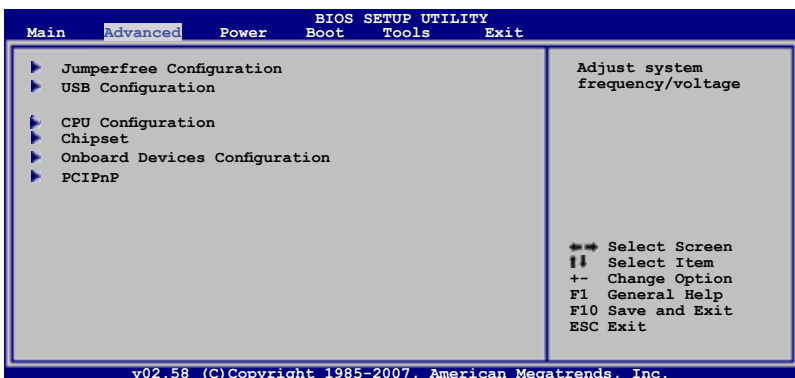 BIOS SETUP UTILITY
Main Advanced Power Boot Tools Exit
Jumperfree Configuration
USB Configuration
CPU Configuration
Chipset
Onboard Devices Configuration
PCIPnP
Adjust system
frequency/voltage
Select Screen
Select Item
+- Change Option
F1 General Help
F10 Save and Exit
ESC Exit
v02.58 (C)Copyright 1985-2007, American Megatrends, Inc.